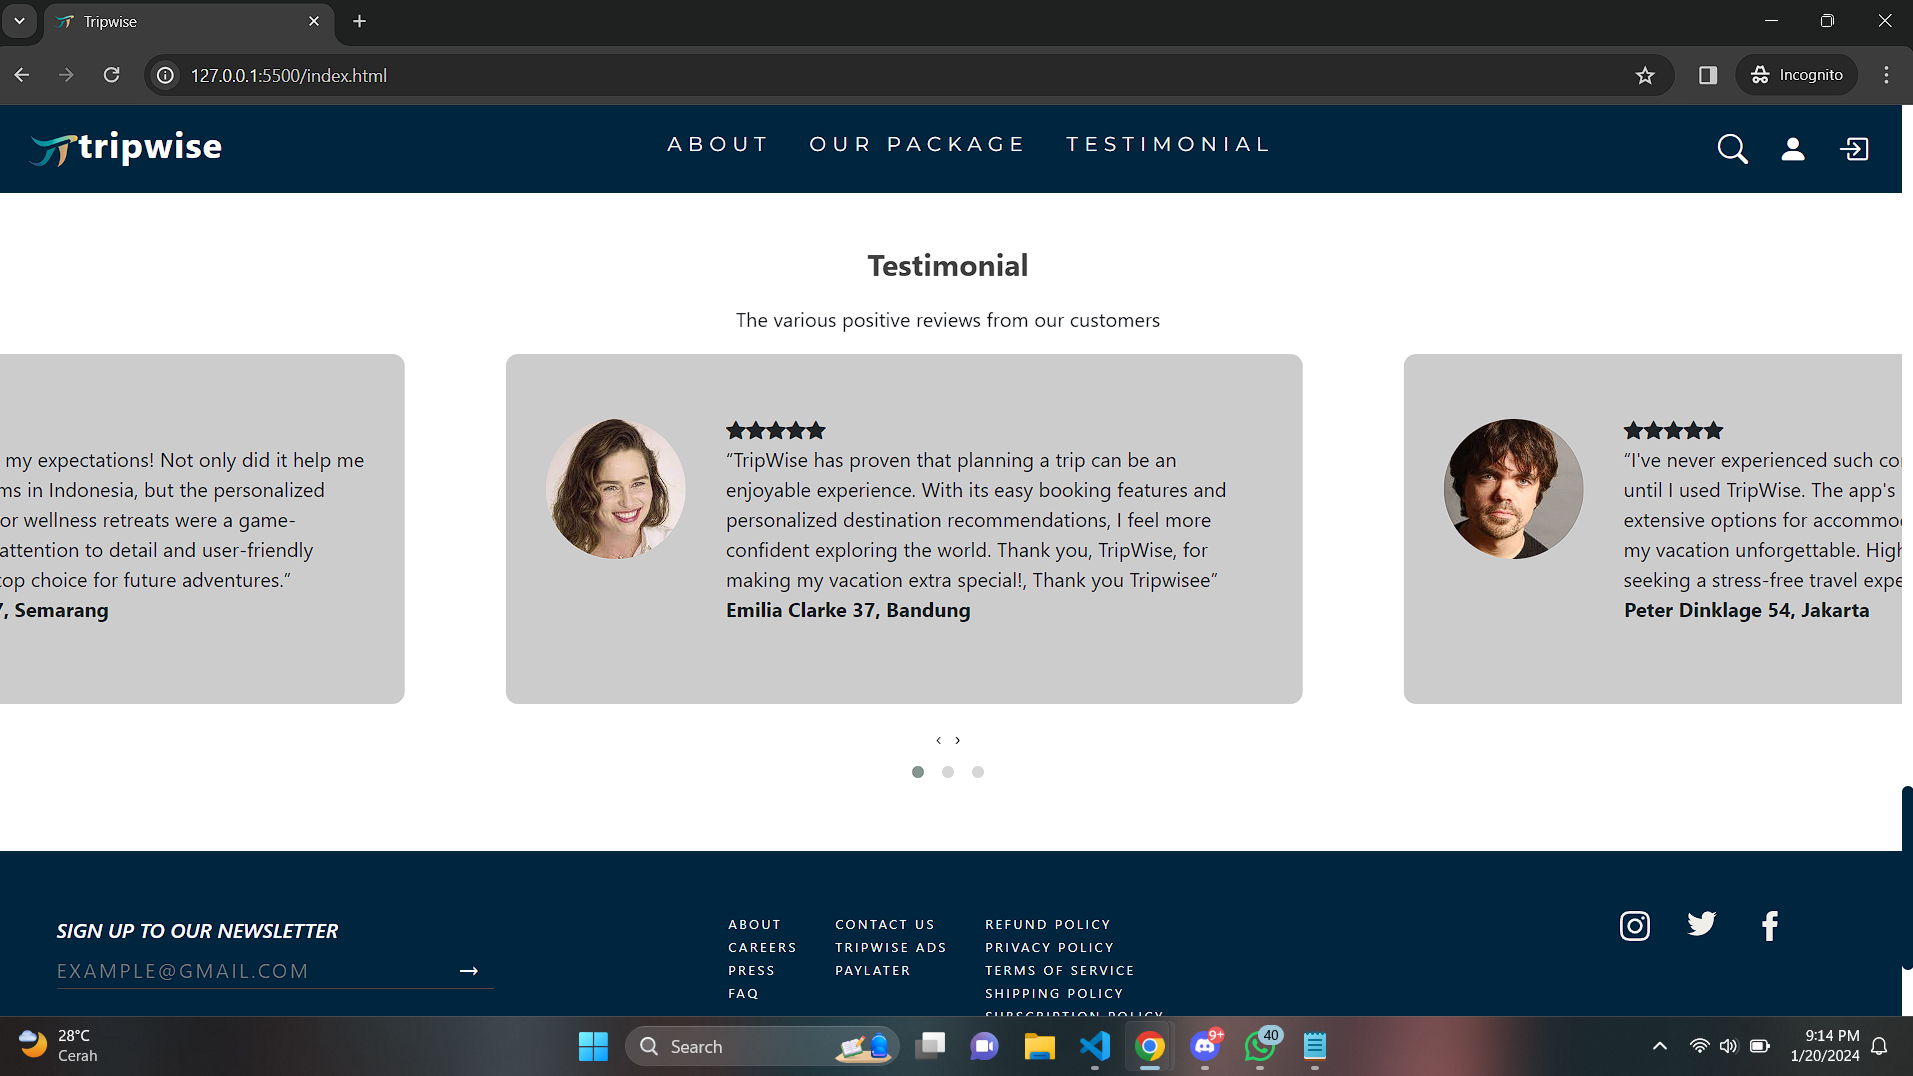 Tripwise
127.0.0.1:5500/index.html
Incognito
tripwise
ABOUT
OUR PACKAGE
TESTIMONIAL
Testimonial
The various positive reviews from our customers
my expectations! Not only did it help me
ms in Indonesia, but the personalized
or wellness retreats were a game-
attention to detail and user-friendly
top choice for future adventures.”
7, Semarang
“TripWise has proven that planning a trip can be an
enjoyable experience. With its easy booking features and
personalized destination recommendations, I feel more
confident exploring the world. Thank you, TripWise, for
making my vacation extra special!, Thank you Tripwisee”
Emilia Clarke 37, Bandung
“I've never experienced such co
until I used TripWise. The app's
extensive options for accommo
my vacation unforgettable. High
seeking a stress-free travel expe
Peter Dinklage 54, Jakarta
‹ ›
SIGN UP TO OUR NEWSLETTER
EXAMPLE@GMAIL.COM
ABOUT
CAREERS
PRESS
FAQ
CONTACT US
TRIPWISE ADS
PAYLATER
REFUND POLICY
PRIVACY POLICY
TERMS OF SERVICE
SHIPPING POLICY
SUBSCRIPTION POLICY
28°C
Cerah
Search
9+
40
9:14 PM
1/20/2024